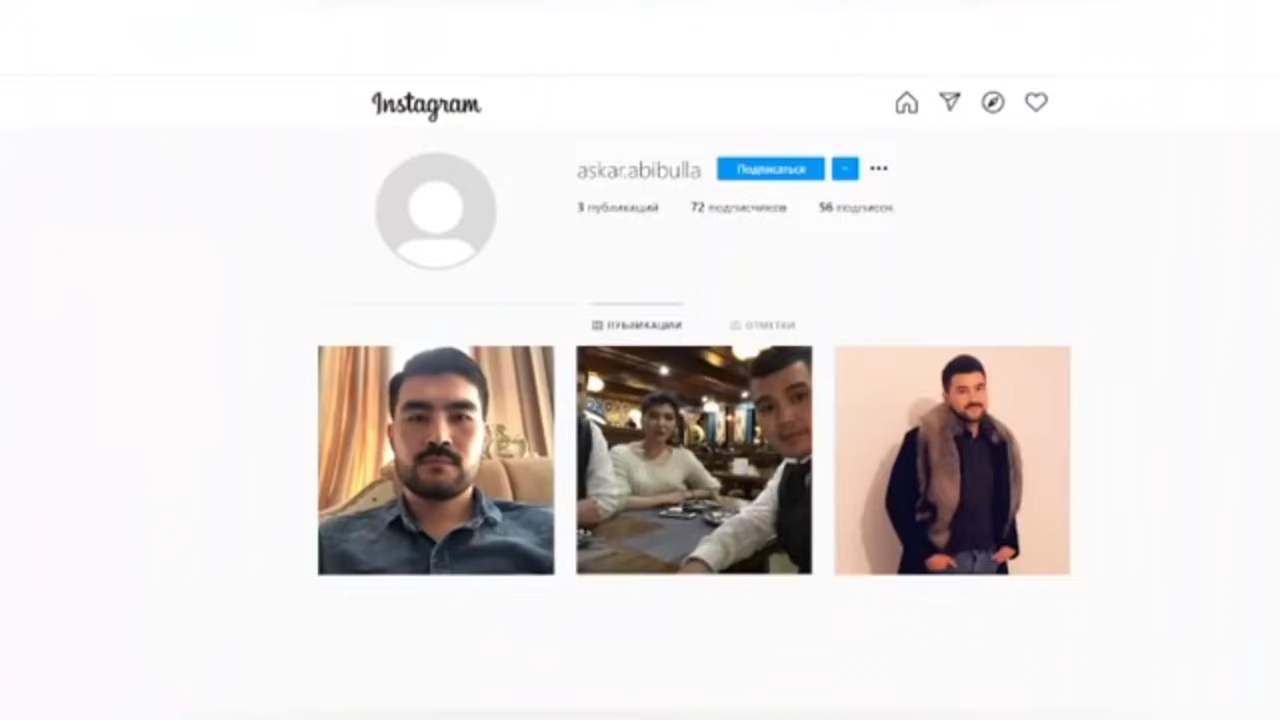 Instagram
askar.abibulla Подписаться
3 публикаций 72 подписчиков 56 подписок
ПУБЛИКАЦИИ ОТМЕТКИ